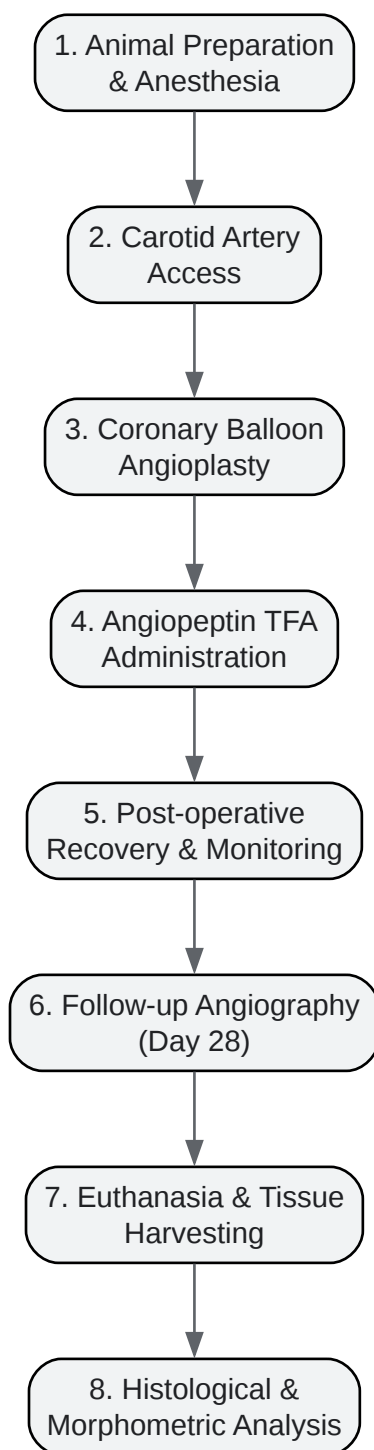 1. Animal Preparation
& Anesthesia
2. Carotid Artery
Access
3. Coronary Balloon
Angioplasty
4. Angiopeptin TFA
Administration
5. Post-operative
Recovery & Monitoring
6. Follow-up Angiography
(Day 28)
7. Euthanasia & Tissue
Harvesting
8. Histological &
Morphometric Analysis